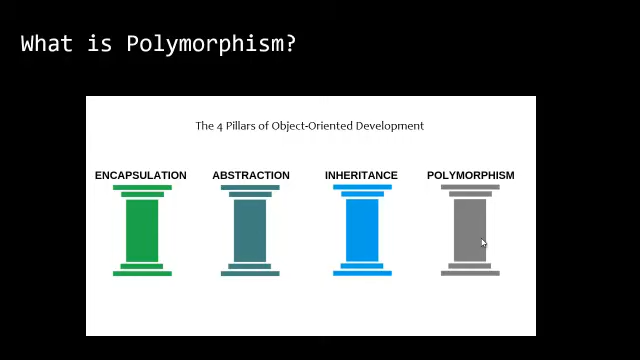 What is Polymorphism?
The 4 Pillars of Object-Oriented Development
ENCAPSULATION ABSTRACTION INHERITANCE POLYMORPHISM